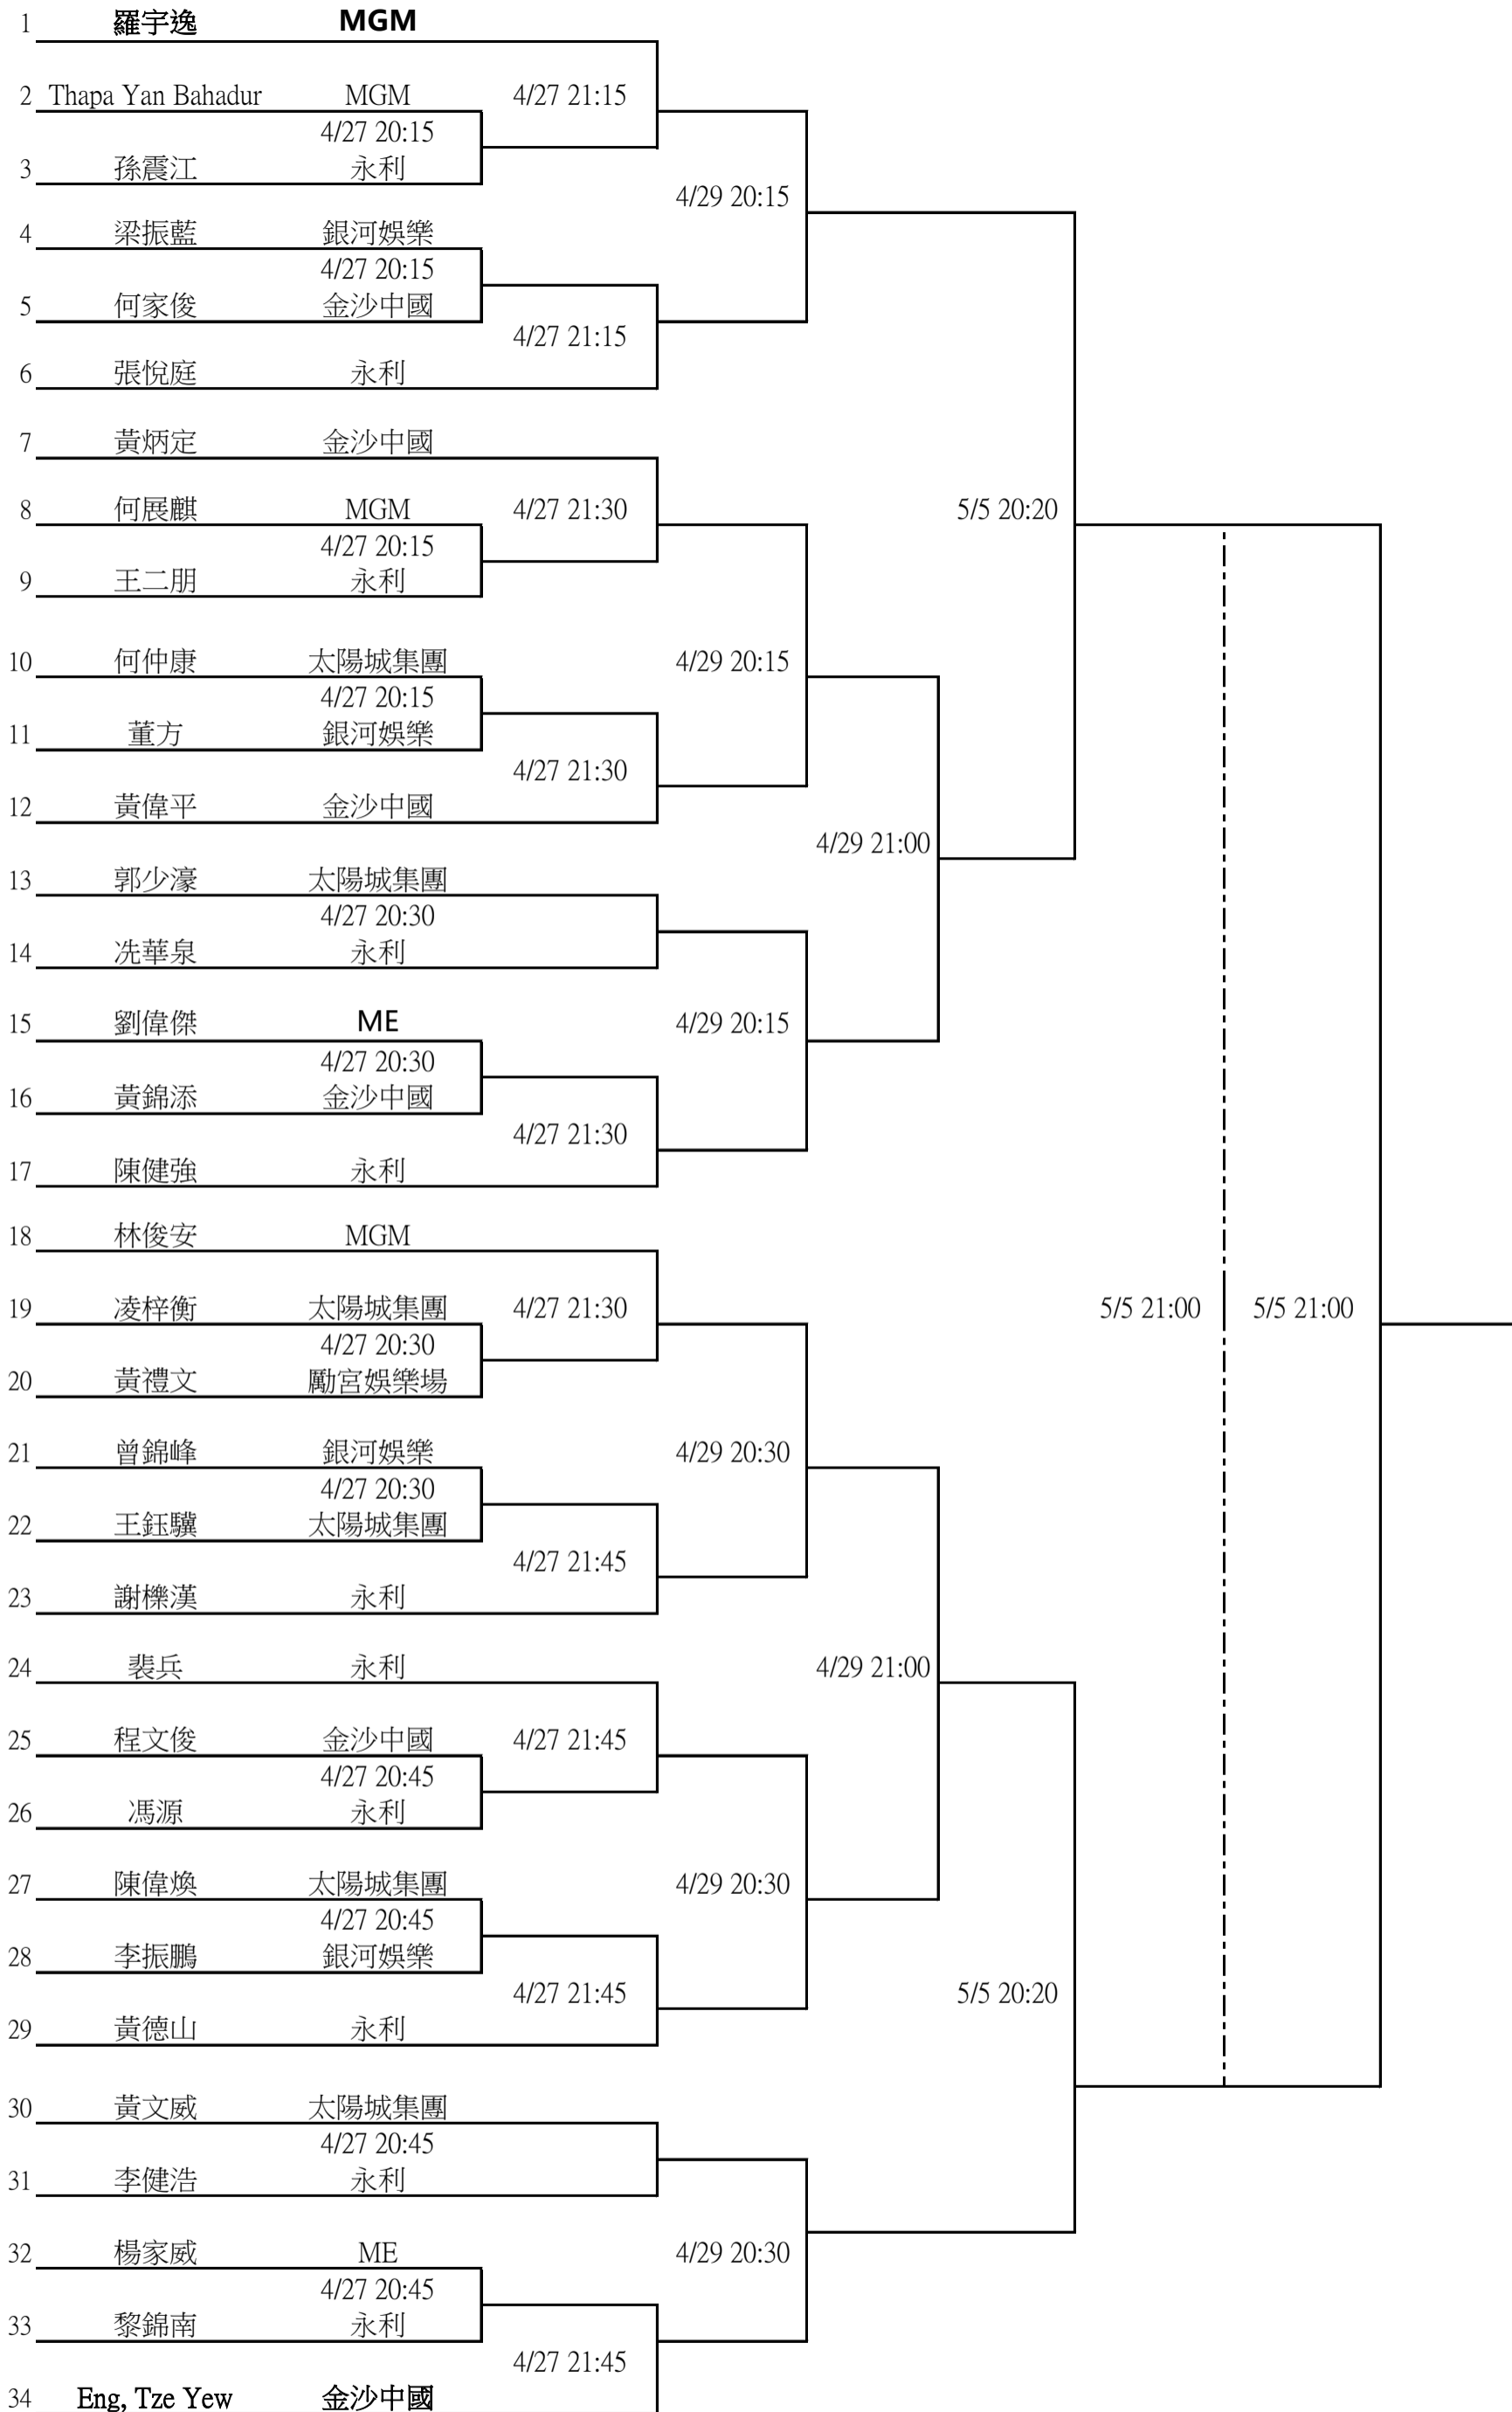 1 羅宇逸 MGM
2 Thapa Yan Bahadur MGM 4/27 21:15
4/27 20:15
3 孫震江 永利
4/29 20:15
4 梁振藍 銀河娛樂
4/27 20:15
5 何家俊 金沙中國
4/27 21:15
6 張悅庭 永利
7 黃炳定 金沙中國
8 何展麒 MGM 4/27 21:30 5/5 20:20
4/27 20:15
9 王二朋 永利
10 何仲康 太陽城集團 4/29 20:15
4/27 20:15
11 董方 銀河娛樂
4/27 21:30
12 黃偉平 金沙中國
4/29 21:00
13 郭少濠 太陽城集團
4/27 20:30
14 冼華泉 永利
15 劉偉傑 ME 4/29 20:15
4/27 20:30
16 黃錦添 金沙中國
4/27 21:30
17 陳健強 永利
18 林俊安 MGM
19 凌梓衡 太陽城集團 4/27 21:30 5/5 21:00 5/5 21:00
4/27 20:30
20 黃禮文 勵宮娛樂場
21 曾錦峰 銀河娛樂 4/29 20:30
4/27 20:30
22 王鈺驥 太陽城集團
4/27 21:45
23 謝櫟漢 永利
24 裴兵 永利 4/29 21:00
25 程文俊 金沙中國 4/27 21:45
4/27 20:45
26 馮源 永利
27 陳偉煥 太陽城集團 4/29 20:30
4/27 20:45
28 李振鵬 銀河娛樂
4/27 21:45 5/5 20:20
29 黃德山 永利
30 黃文威 太陽城集團
4/27 20:45
31 李健浩 永利
32 楊家威 ME 4/29 20:30
4/27 20:45
33 黎錦南 永利
4/27 21:45
34 Eng, Tze Yew 金沙中國